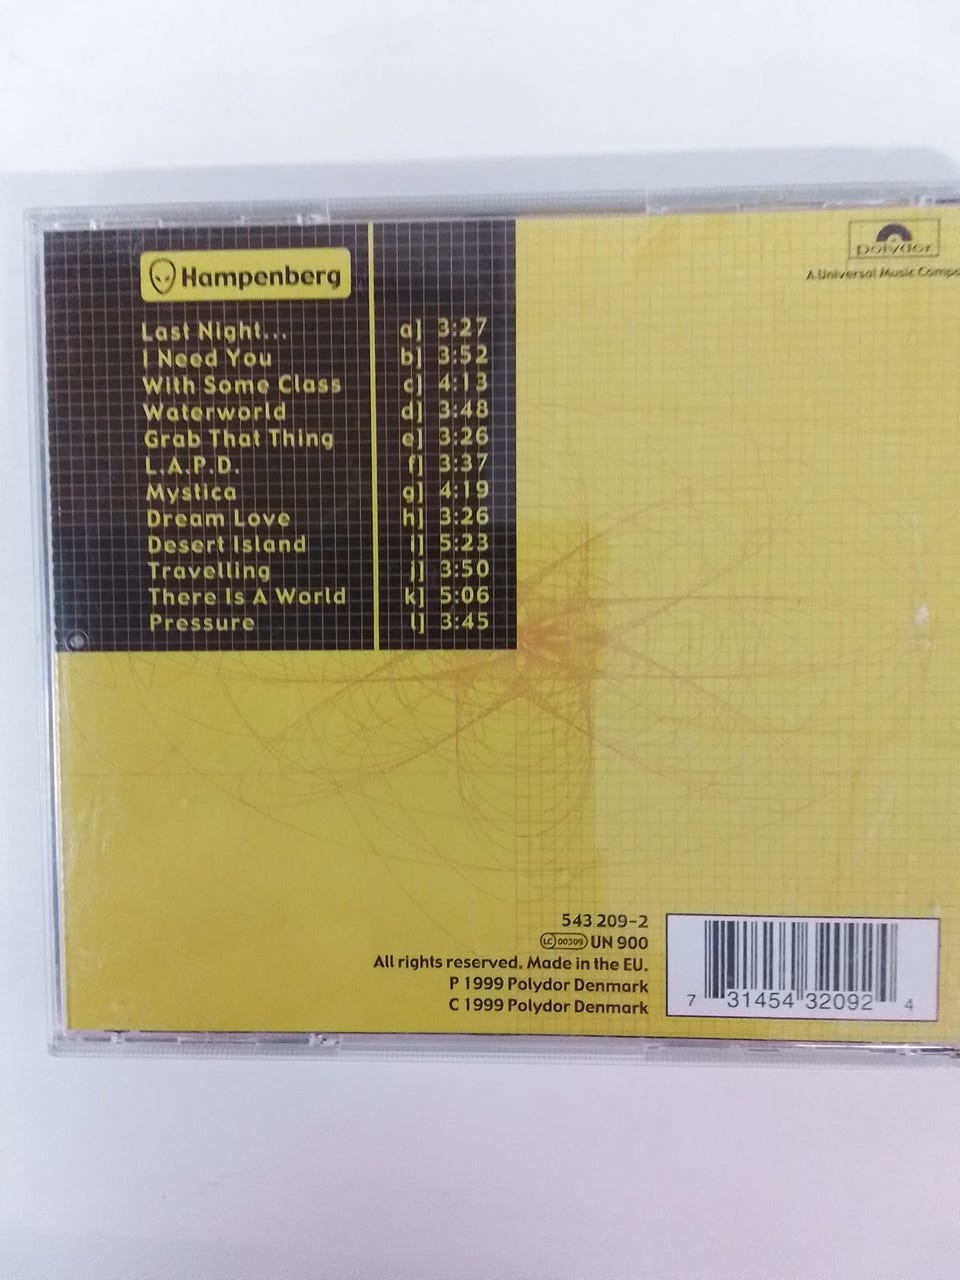 polydor
A Universal Music
Hampenberg
Last Night... a] 3:27
I Need You b] 3:52
With Some Class c] 4:13
Waterworld d] 3:48
Grab That Thing e] 3:26
L.A.P.D. f] 3:37
Mystica g] 4:19
Dream Love h] 3:26
Desert Island i] 5:23
Travelling j] 3:50
There Is A World k] 5:06
Pressure l] 3:45
543 209-2
LC 00309 UN 900
All rights reserved. Made in the EU.
P 1999 Polydor Denmark
C 1999 Polydor Denmark
7 31454 32092 4